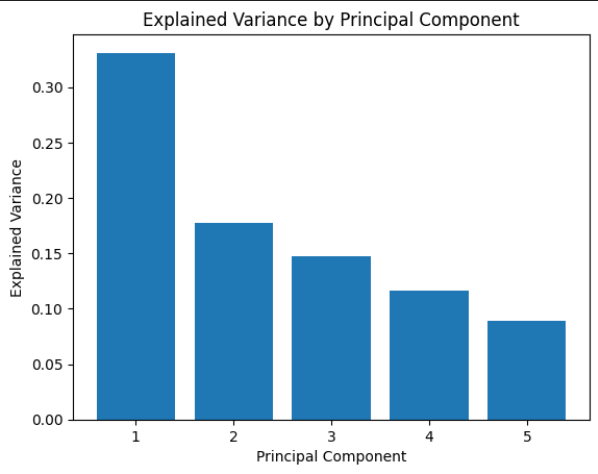 Explained Variance by Principal Component
Explained Variance
0.30
0.25
0.20
0.15
0.10
0.05
0.00
1 2 3 4 5
Principal Component